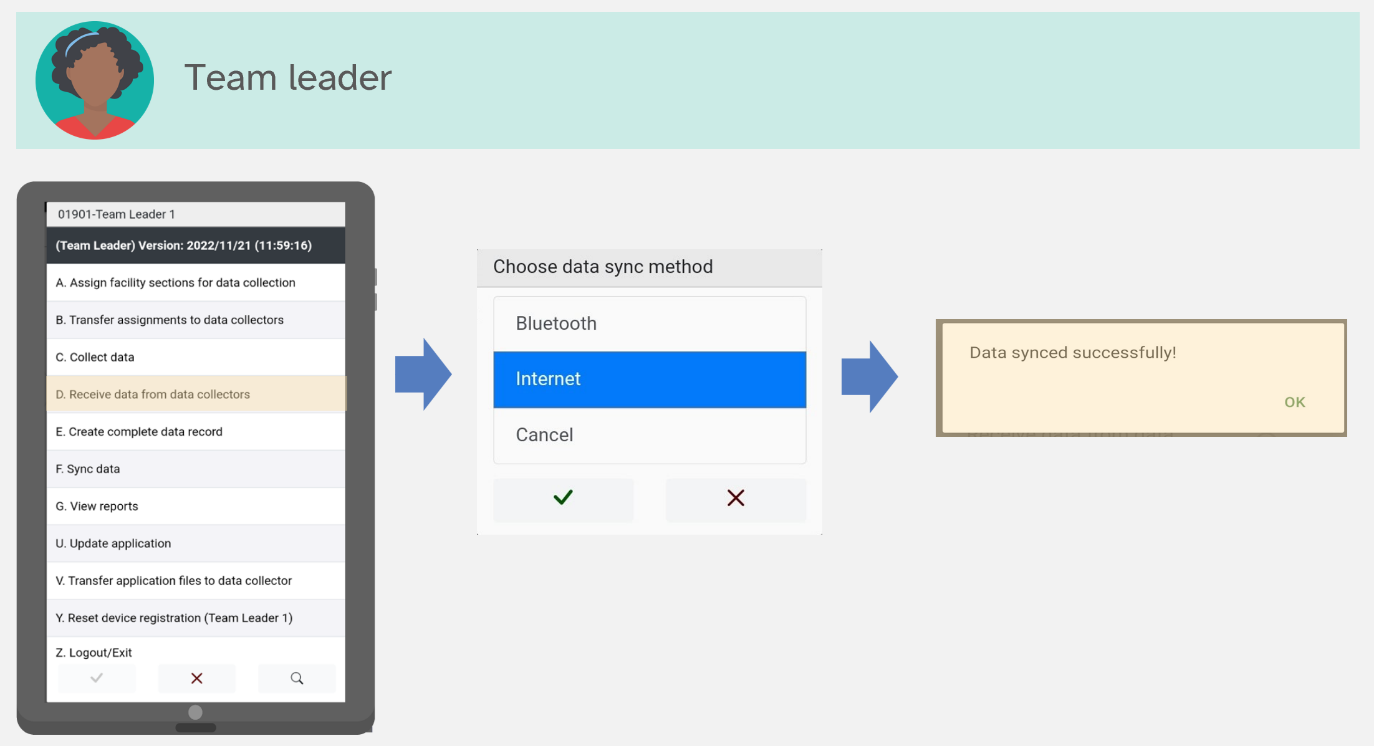 Team leader
01901-Team Leader 1
(Team Leader) Version: 2022/11/21 (11:59:16)
A. Assign facility sections for data collection
B. Transfer assignments to data collectors
C. Collect data
D. Receive data from data collectors
E. Create complete data record
F. Sync data
G. View reports
U. Update application
V. Transfer application files to data collector
Y. Reset device registration (Team Leader 1)
Z. Logout/Exit
Choose data sync method
Bluetooth
Internet
Cancel
Data synced successfully!
OK